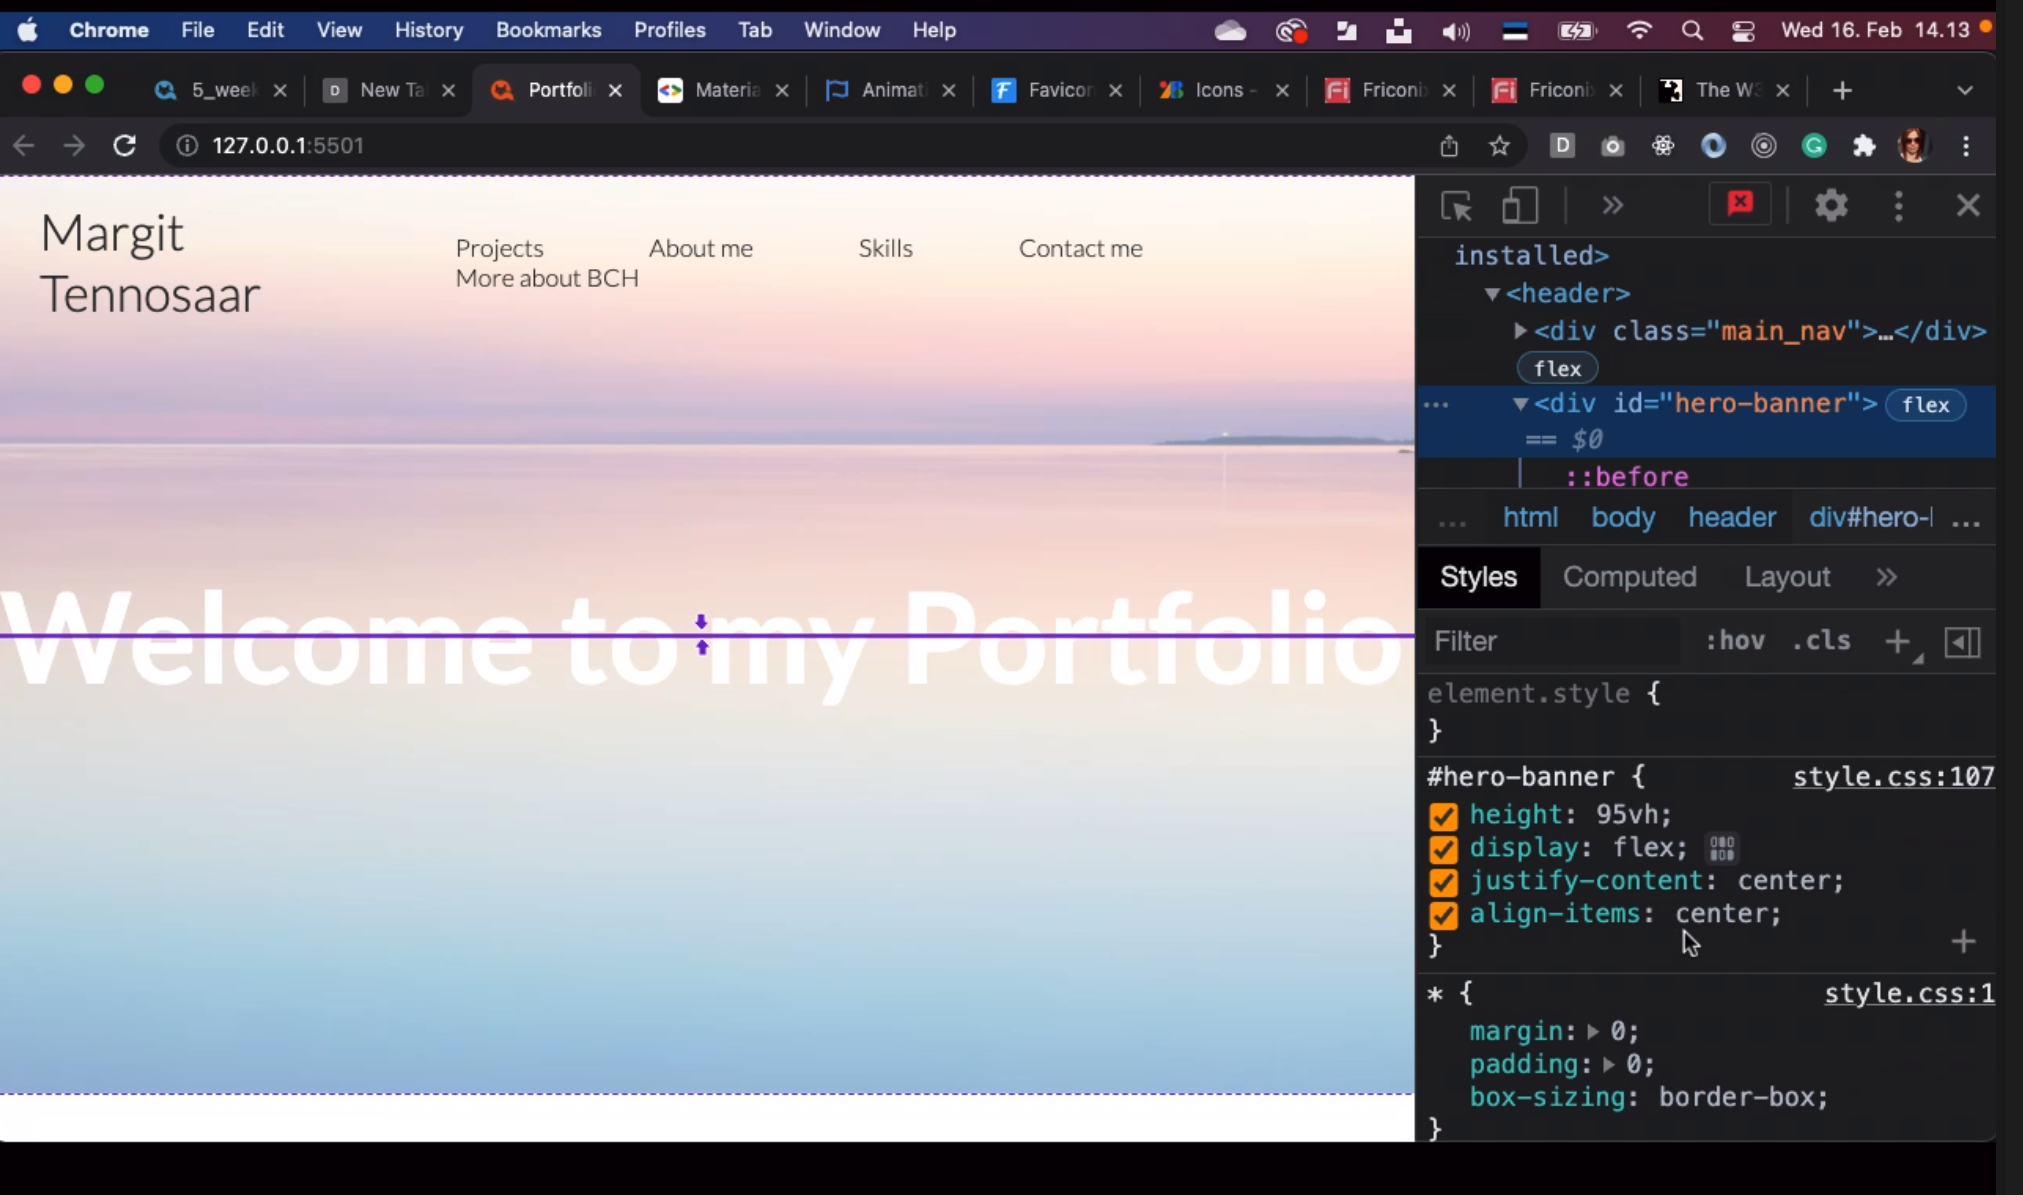 Chrome File Edit View History Bookmarks Profiles Tab Window Help Wed 16. Feb 14.13
5_week New Ta Portfoli Materia Animati Favicon Icons - Friconix Friconix The W3
127.0.0.1:5501
D G
Margit
Tennosaar
Projects About me Skills Contact me
More about BCH
Welcome to my Portfolio
installed>
<header>
<div class="main_nav">…</div>
flex
<div id="hero-banner"> flex
== $0
::before
... html body header div#hero- ...
Styles Computed Layout
Filter :hov .cls +
element.style {
}
#hero-banner { style.css:107
height: 95vh;
display: flex;
justify-content: center;
align-items: center;
}
* { style.css:1
margin: 0;
padding: 0;
box-sizing: border-box;
}